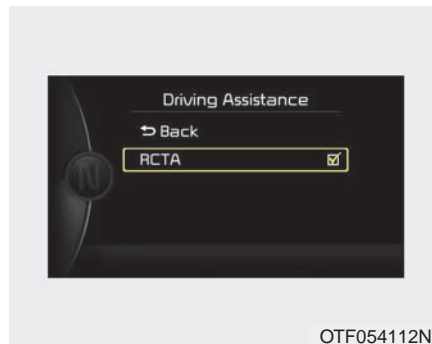 Driving Assistance
Back
RCTA
N
OTF054112N